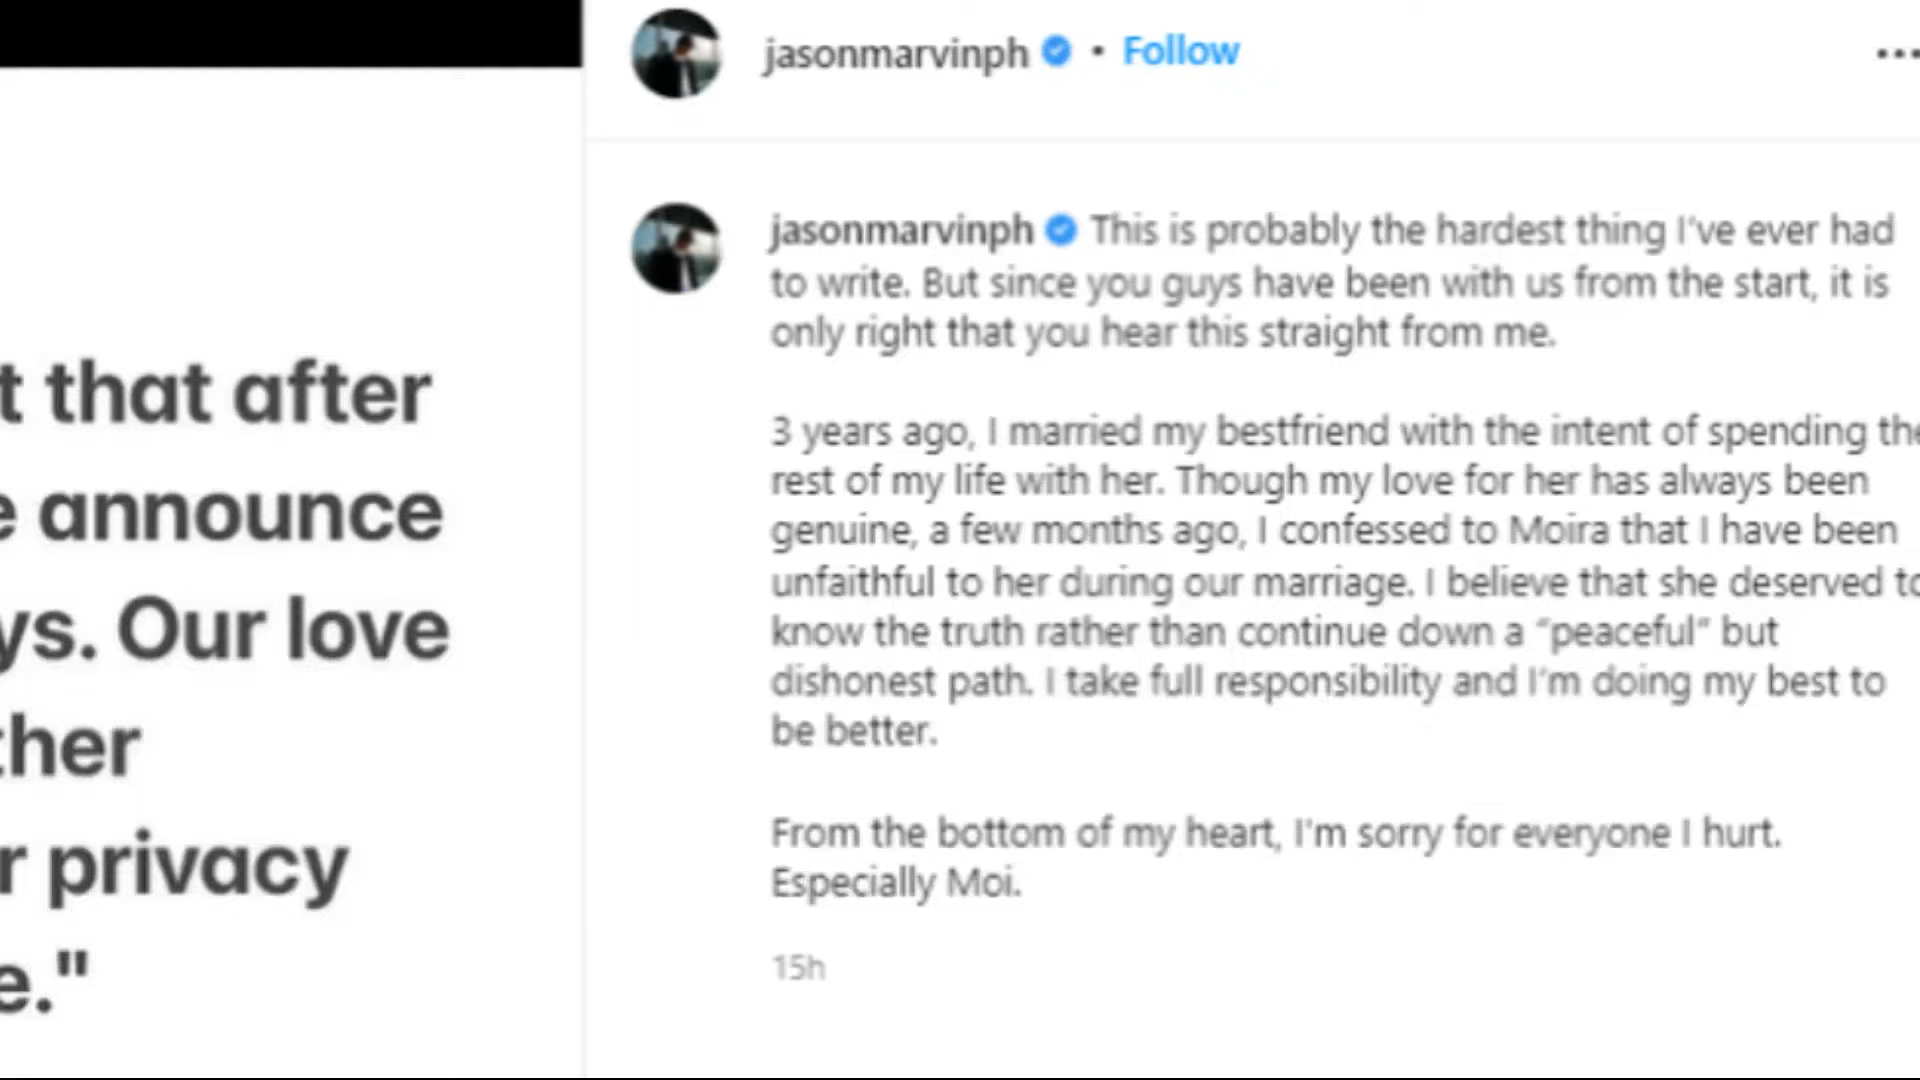 t that after
e announce
ys. Our love
ther
r privacy
e."
jasonmarvinph • Follow
jasonmarvinph This is probably the hardest thing I've ever had
to write. But since you guys have been with us from the start, it is
only right that you hear this straight from me.
3 years ago, I married my bestfriend with the intent of spending the
rest of my life with her. Though my love for her has always been
genuine, a few months ago, I confessed to Moira that I have been
unfaithful to her during our marriage. I believe that she deserved to
know the truth rather than continue down a "peaceful" but
dishonest path. I take full responsibility and I'm doing my best to
be better.
From the bottom of my heart, I'm sorry for everyone I hurt.
Especially Moi.
15h